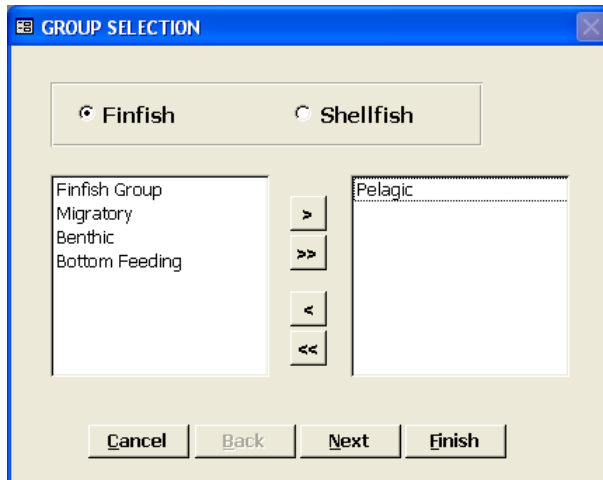 GROUP SELECTION
Finfish Shellfish
Finfish Group
Migratory
Benthic
Bottom Feeding
>
>>
<
<<
Pelagic
Cancel Back Next Finish